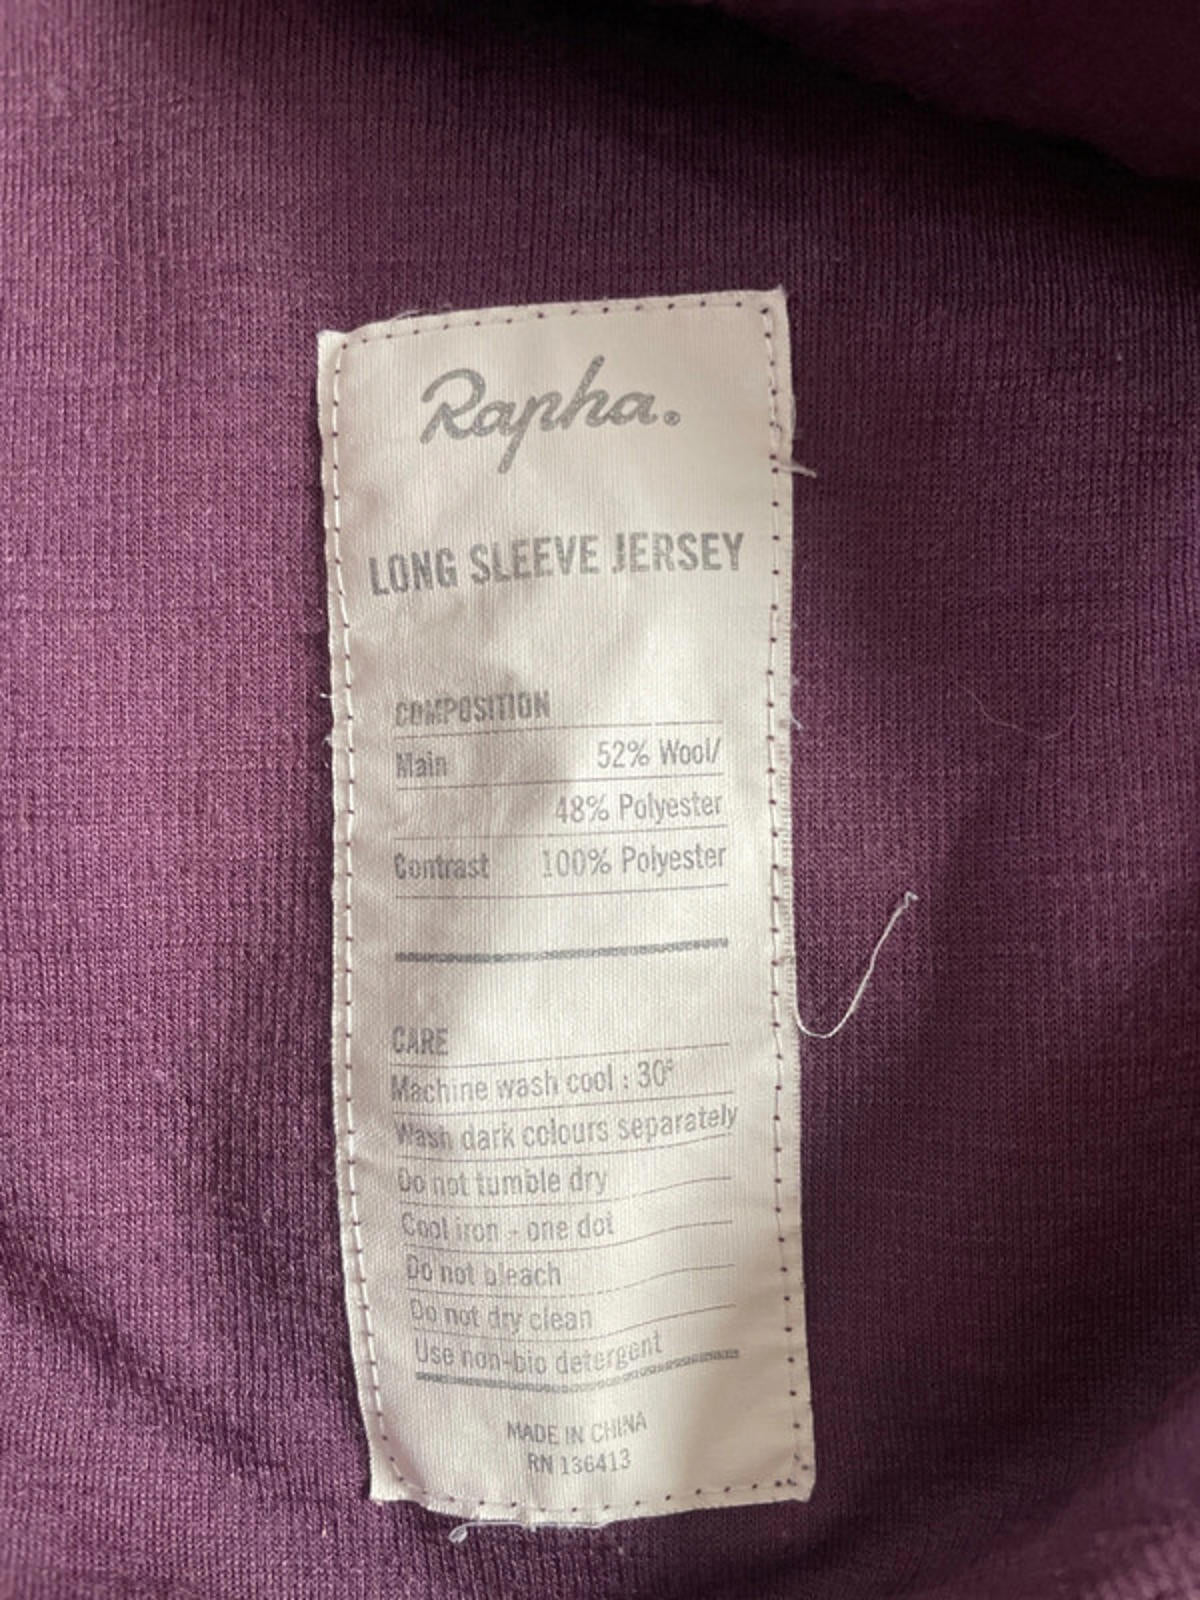 Rapha.®
LONG SLEEVE JERSEY
COMPOSITION
Main 52% Wool/
48% Polyester
Contrast 100% Polyester
CARE
Machine wash cool : 30°
Wash dark colours separately
Do not tumble dry
Cool iron - one dot
Do not bleach
Do not dry clean
Use non-bio detergent
MADE IN CHINA
RN 136413